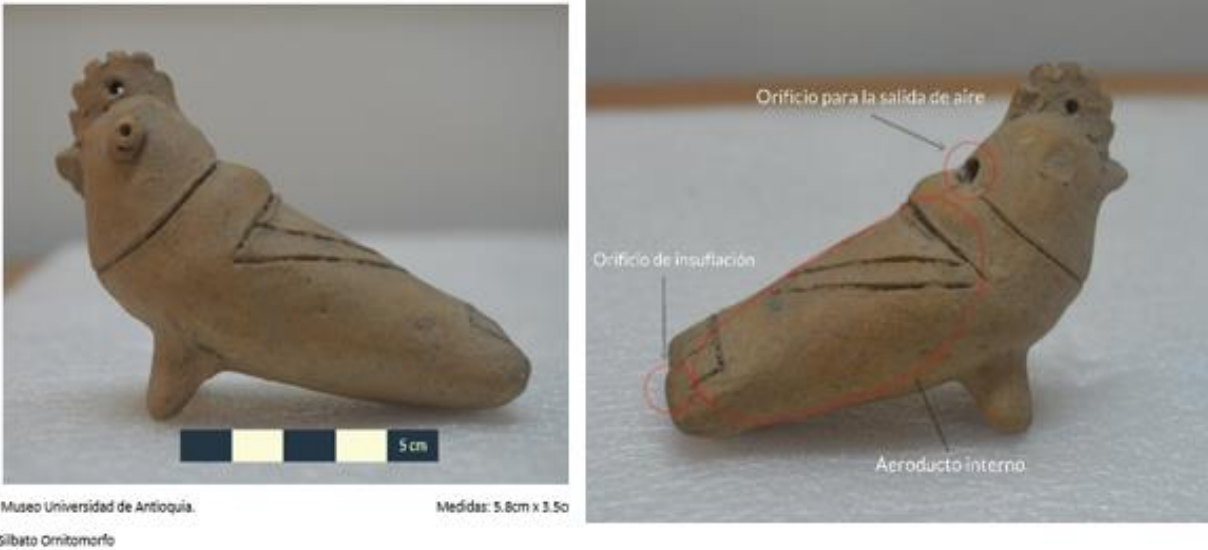 5 cm
Museo Universidad de Antioquia.
Medidas: 5.8cm x 3.5c
Silbato Ornitomorfo
Orificio para la salida de aire
Orificio de insuflación
Aeroducto interno